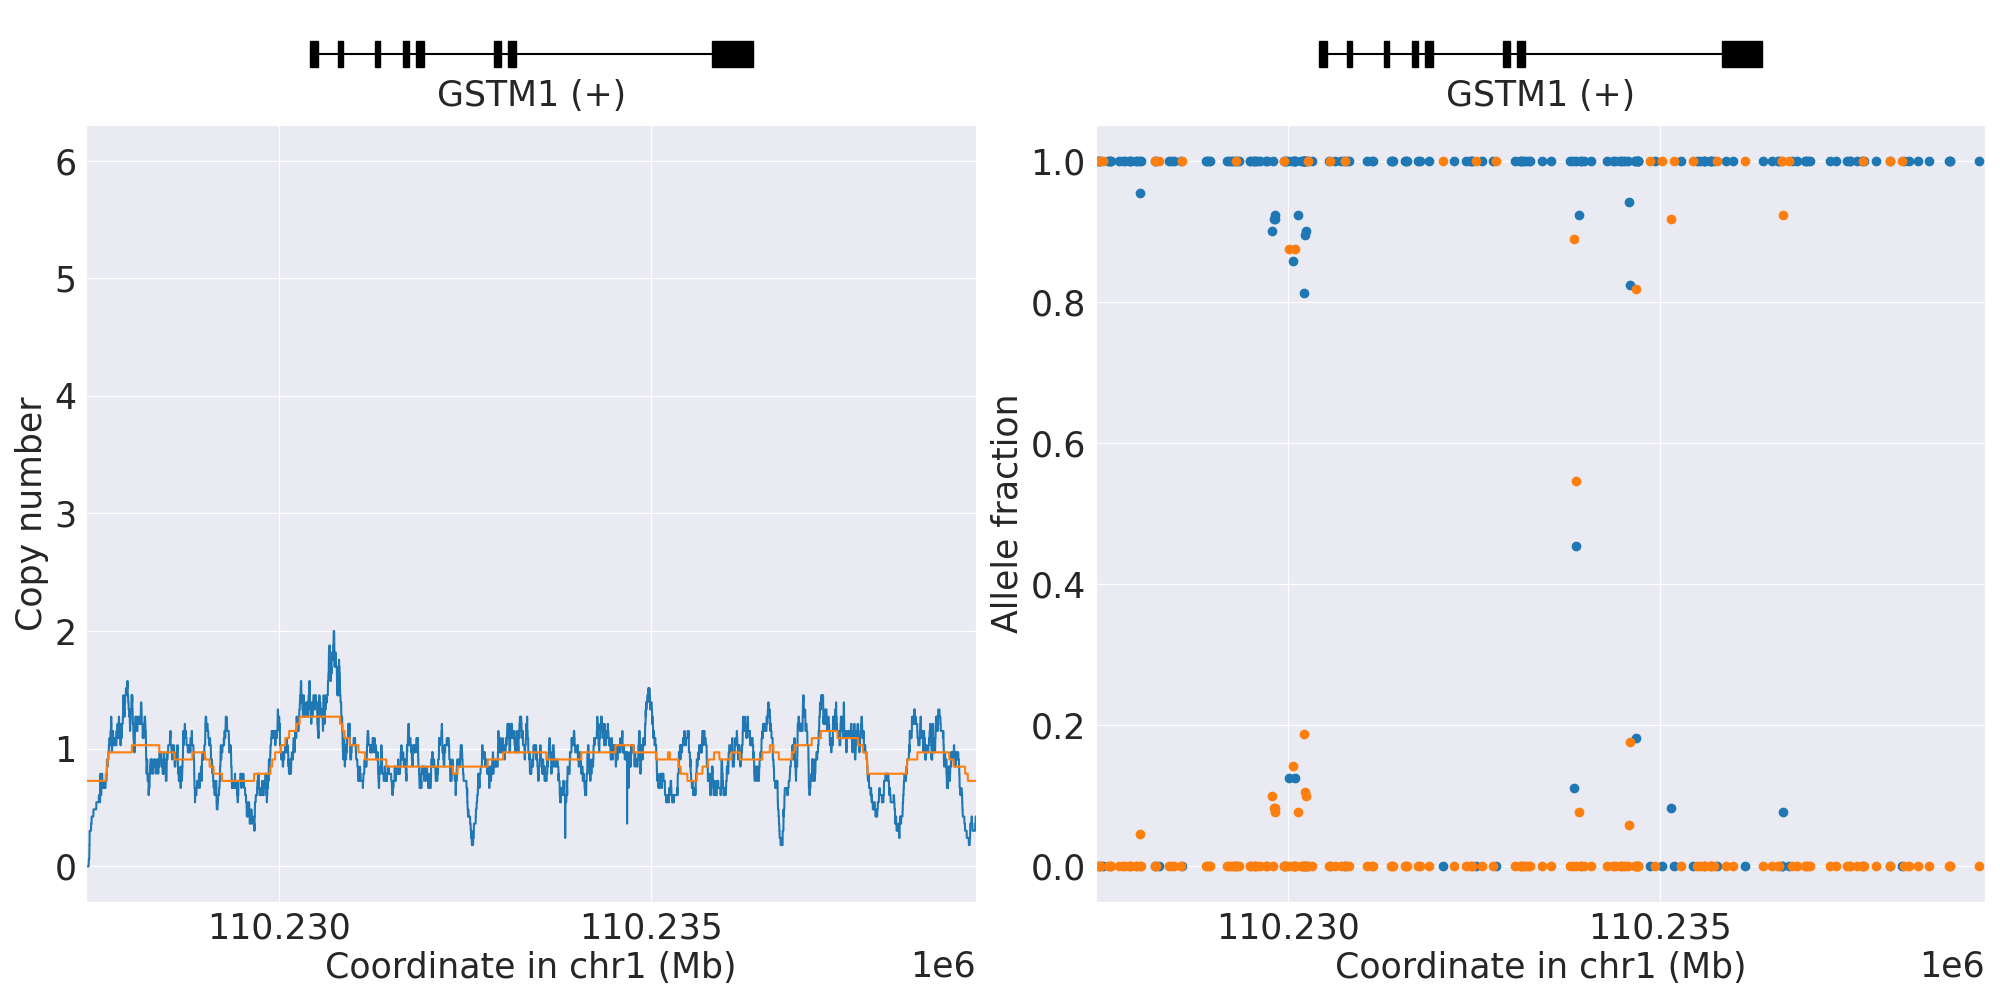 GSTM1 (+)
6
5
4
3
2
1
0
Copy number
110.230
110.235
Coordinate in chr1 (Mb)
1e6
GSTM1 (+)
1.0
0.8
0.6
0.4
0.2
0.0
Allele fraction
110.230
110.235
Coordinate in chr1 (Mb)
1e6